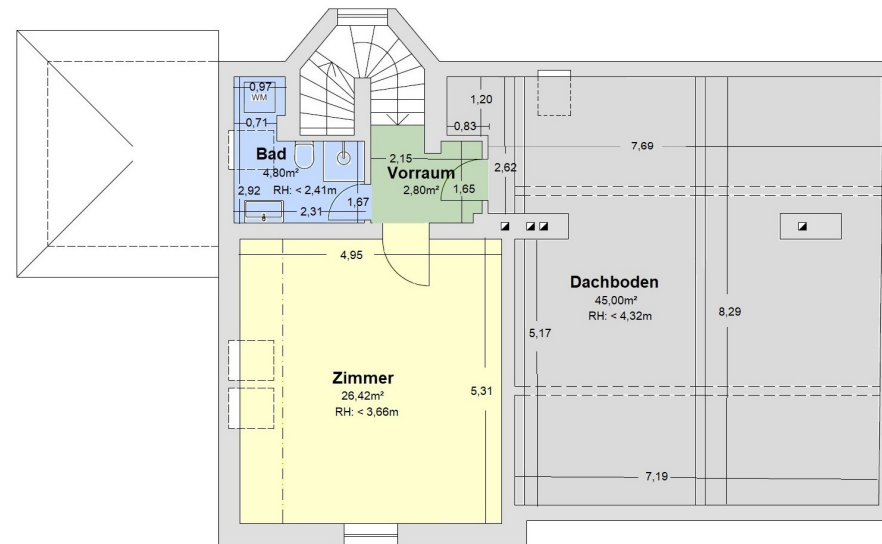 0,97
WM
0,71
Bad
4,80m²
RH: < 2,41m
2,92
2,31
1,67
2,15
Vorraum
2,80m²
1,65
1,20
0,83
2,62
7,69
4,95
Zimmer
26,42m²
RH: < 3,66m
5,31
Dachboden
45,00m²
RH: < 4,32m
5,17
8,29
7,19